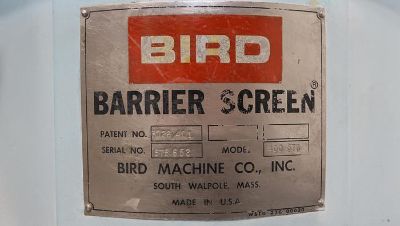 BIRD
BARRIER SCREEN®
PATENT NO.
SERIAL NO. MODEL
BIRD MACHINE CO., INC.
SOUTH WALPOLE, MASS.
MADE IN U.S.A